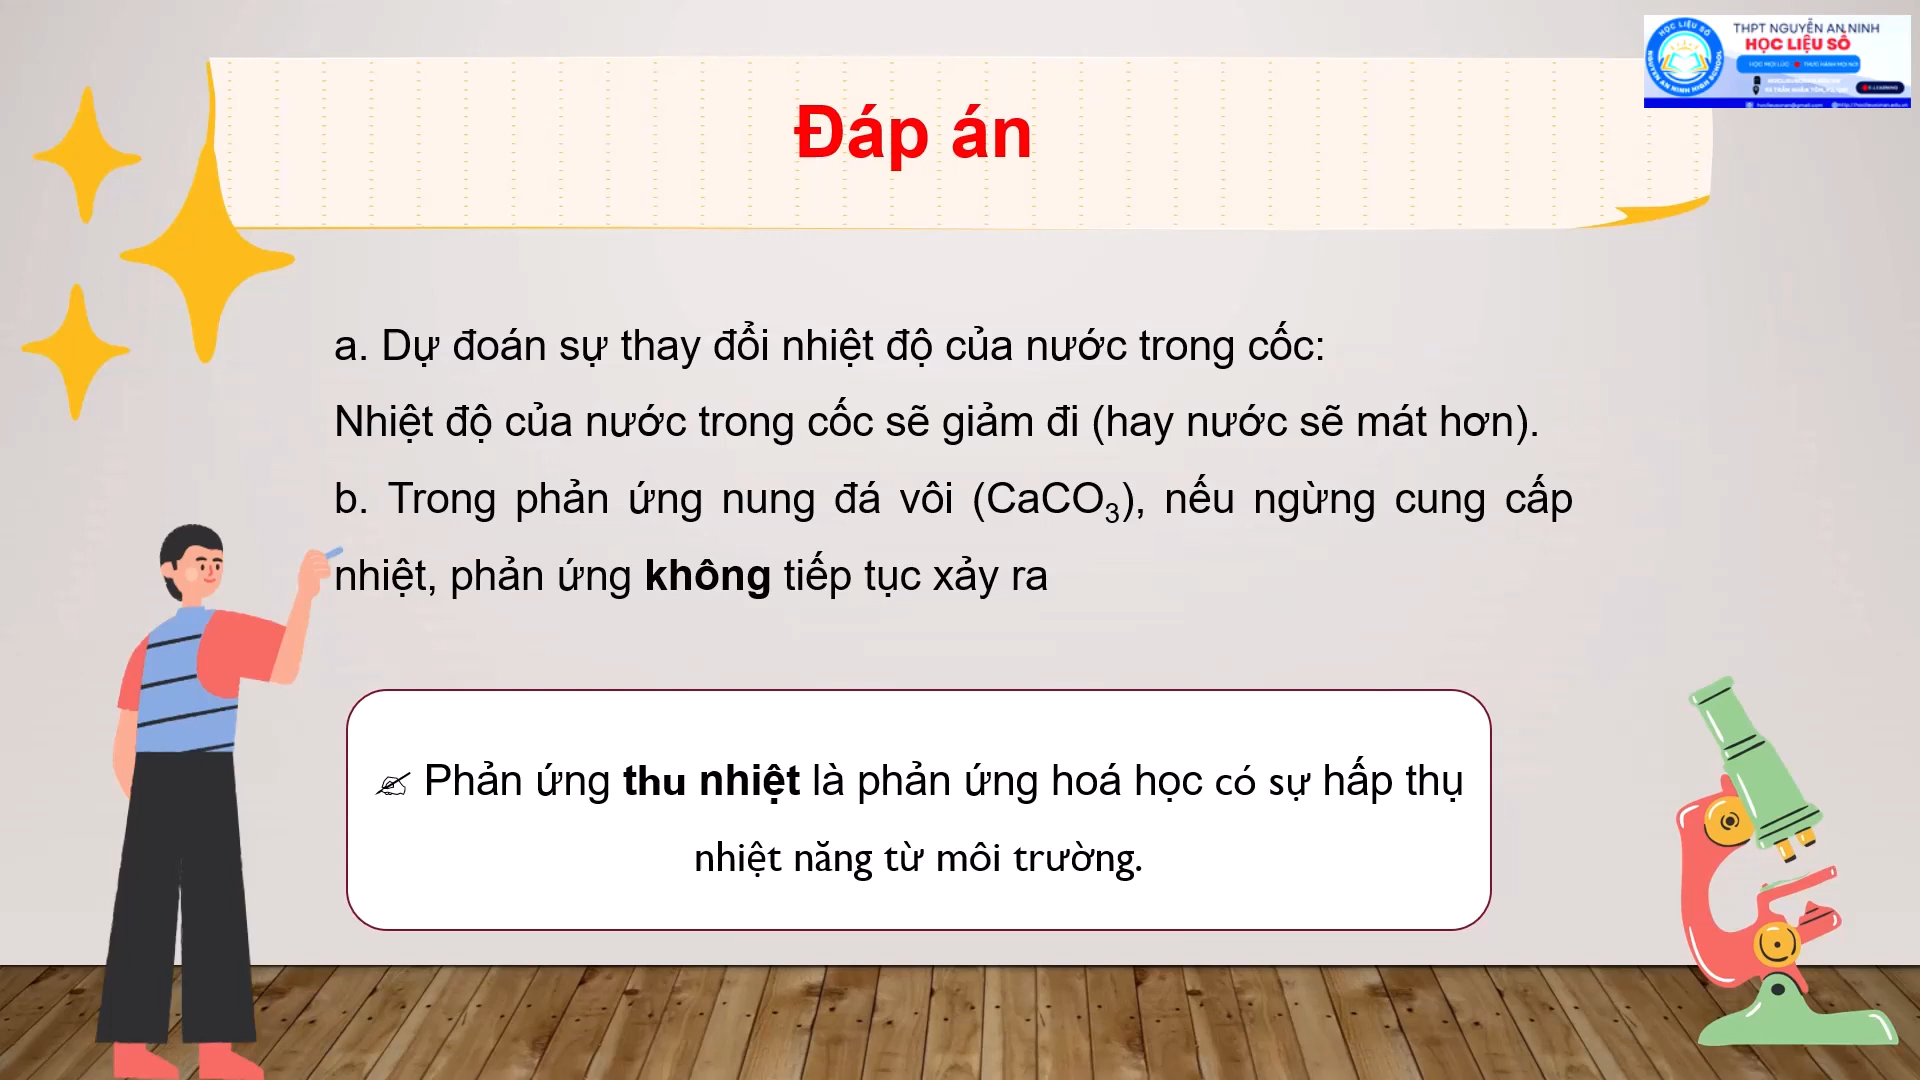 THPT NGUYỄN AN NINH
HỌC LIỆU SỐ
Đáp án
a. Dự đoán sự thay đổi nhiệt độ của nước trong cốc:
Nhiệt độ của nước trong cốc sẽ giảm đi (hay nước sẽ mát hơn).
b. Trong phản ứng nung đá vôi (CaCO₃), nếu ngừng cung cấp
nhiệt, phản ứng không tiếp tục xảy ra
✍ Phản ứng thu nhiệt là phản ứng hoá học có sự hấp thụ
nhiệt năng từ môi trường.